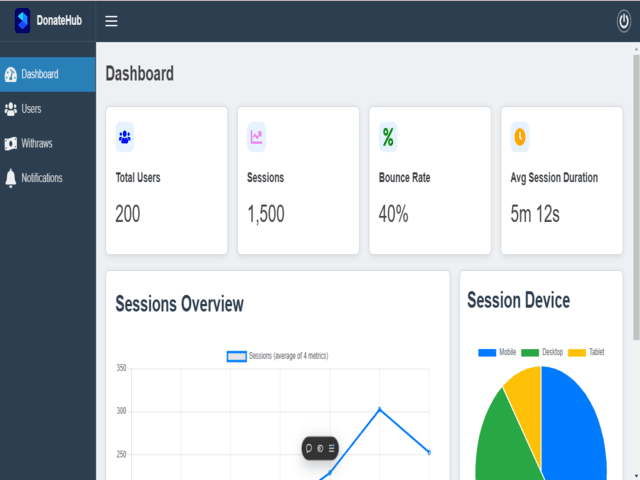 DonateHub
Dashboard
Users
Withraws
Notifications
Dashboard
Total Users
200
Sessions
1,500
Bounce Rate
40%
Avg Session Duration
5m 12s
Sessions Overview
Sessions (average of 4 metrics)
350
300
250
Session Device
Mobile Desktop Tablet